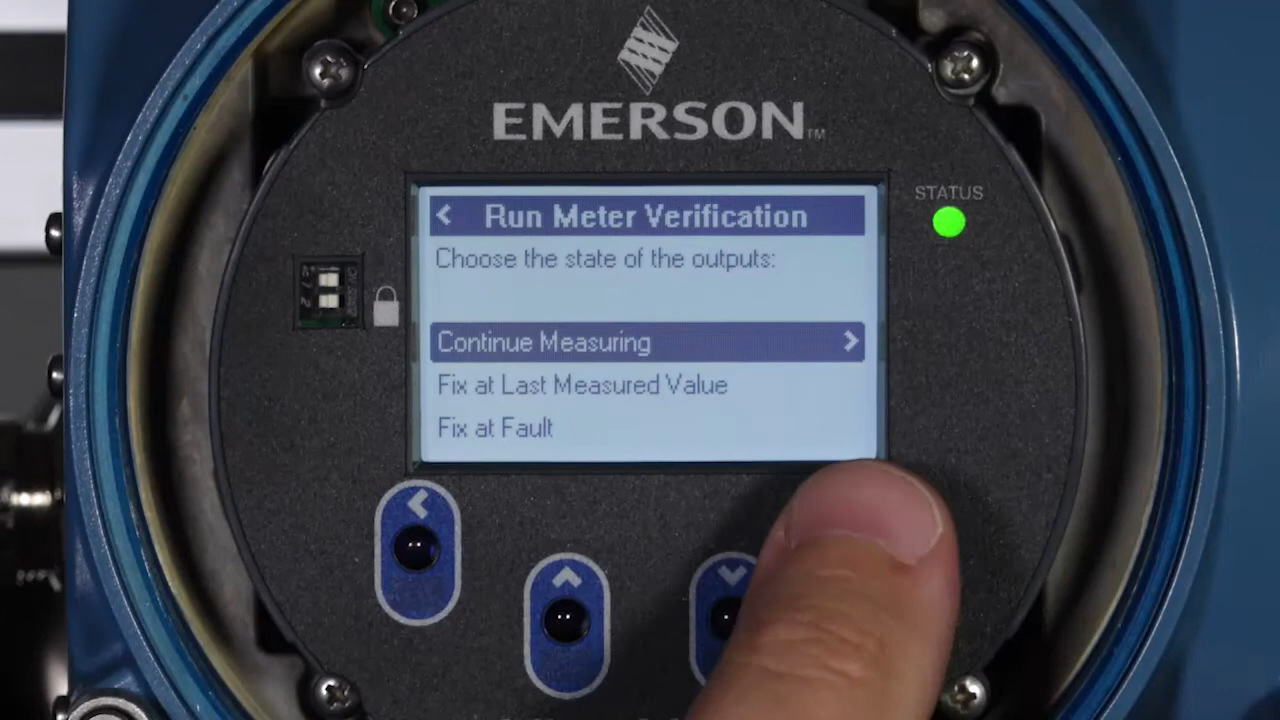 EMERSON™
STATUS
< Run Meter Verification
Choose the state of the outputs:
Continue Measuring >
Fix at Last Measured Value
Fix at Fault